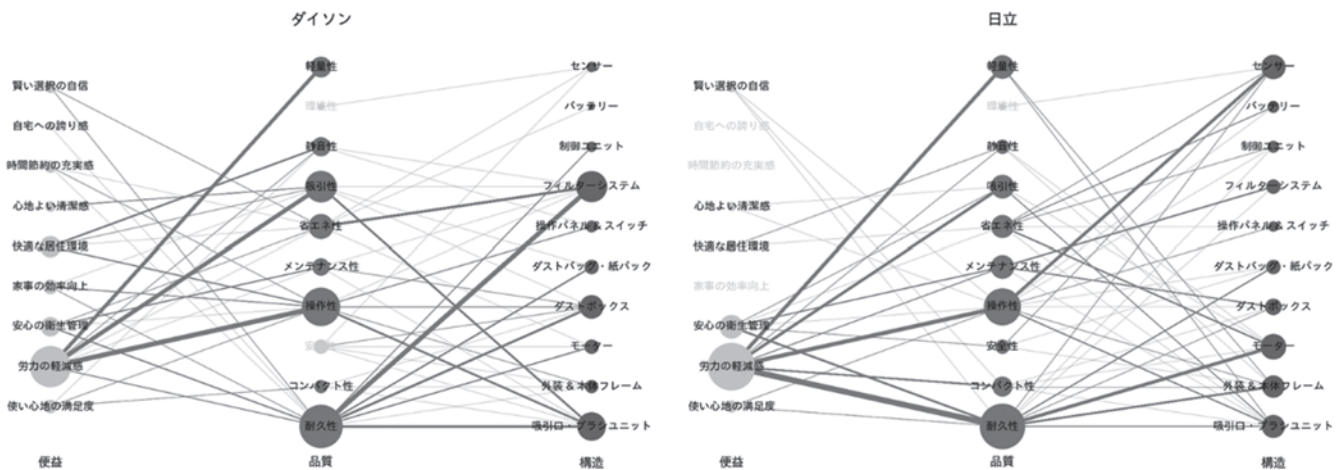 ダイソン
賢い選択の自信
自宅への誇り感
時間節約の充実感
心地よい清潔感
快適な居住環境
家事の効率向上
安心の衛生管理
労力の軽減感
使い心地の満足度
便益
軽量性
環境性
静音性
吸引性
省エネ性
メンテナンス性
操作性
安全性
コンパクト性
耐久性
品質
センサー
バッテリー
制御ユニット
フィルターシステム
操作パネル & スイッチ
ダストバッグ・紙パック
ダストボックス
モーター
外装 & 本体フレーム
吸引口・ブラシユニット
構造
日立
賢い選択の自信
自宅への誇り感
時間節約の充実感
心地よい清潔感
快適な居住環境
家事の効率向上
安心の衛生管理
労力の軽減感
使い心地の満足度
便益
軽量性
環境性
静音性
吸引性
省エネ性
メンテナンス性
操作性
安全性
コンパクト性
耐久性
品質
センサー
バッテリー
制御ユニット
フィルターシステム
操作パネル & スイッチ
ダストバッグ・紙パック
ダストボックス
モーター
外装 & 本体フレーム
吸引口・ブラシユニット
構造